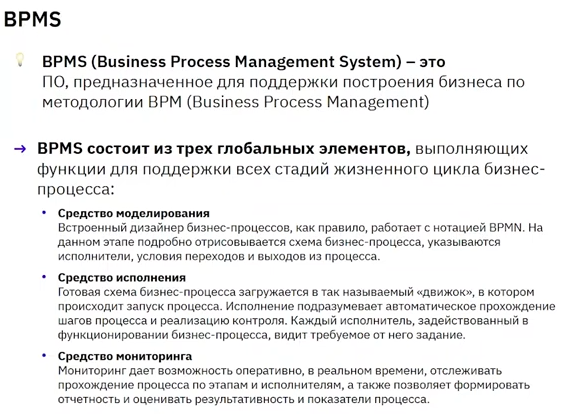 BPMS
BPMS (Business Process Management System) – это
ПО, предназначенное для поддержки построения бизнеса по
методологии BPM (Business Process Management)
→ BPMS состоит из трех глобальных элементов, выполняющих
функции для поддержки всех стадий жизненного цикла бизнес-
процесса:
• Средство моделирования
Встроенный дизайнер бизнес-процессов, как правило, работает с нотацией BPMN. На
данном этапе подробно отрисовывается схема бизнес-процесса, указываются
исполнители, условия переходов и выходов из процесса.
• Средство исполнения
Готовая схема бизнес-процесса загружается в так называемый «движок», в котором
происходит запуск процесса. Исполнение подразумевает автоматическое прохождение
шагов процесса и реализацию контроля. Каждый исполнитель, задействованный в
функционировании бизнес-процесса, видит требуемое от него задание.
• Средство мониторинга
Мониторинг дает возможность оперативно, в реальном времени, отслеживать
прохождение процесса по этапам и исполнителям, а также позволяет формировать
отчетность и оценивать результативность и показатели процесса.